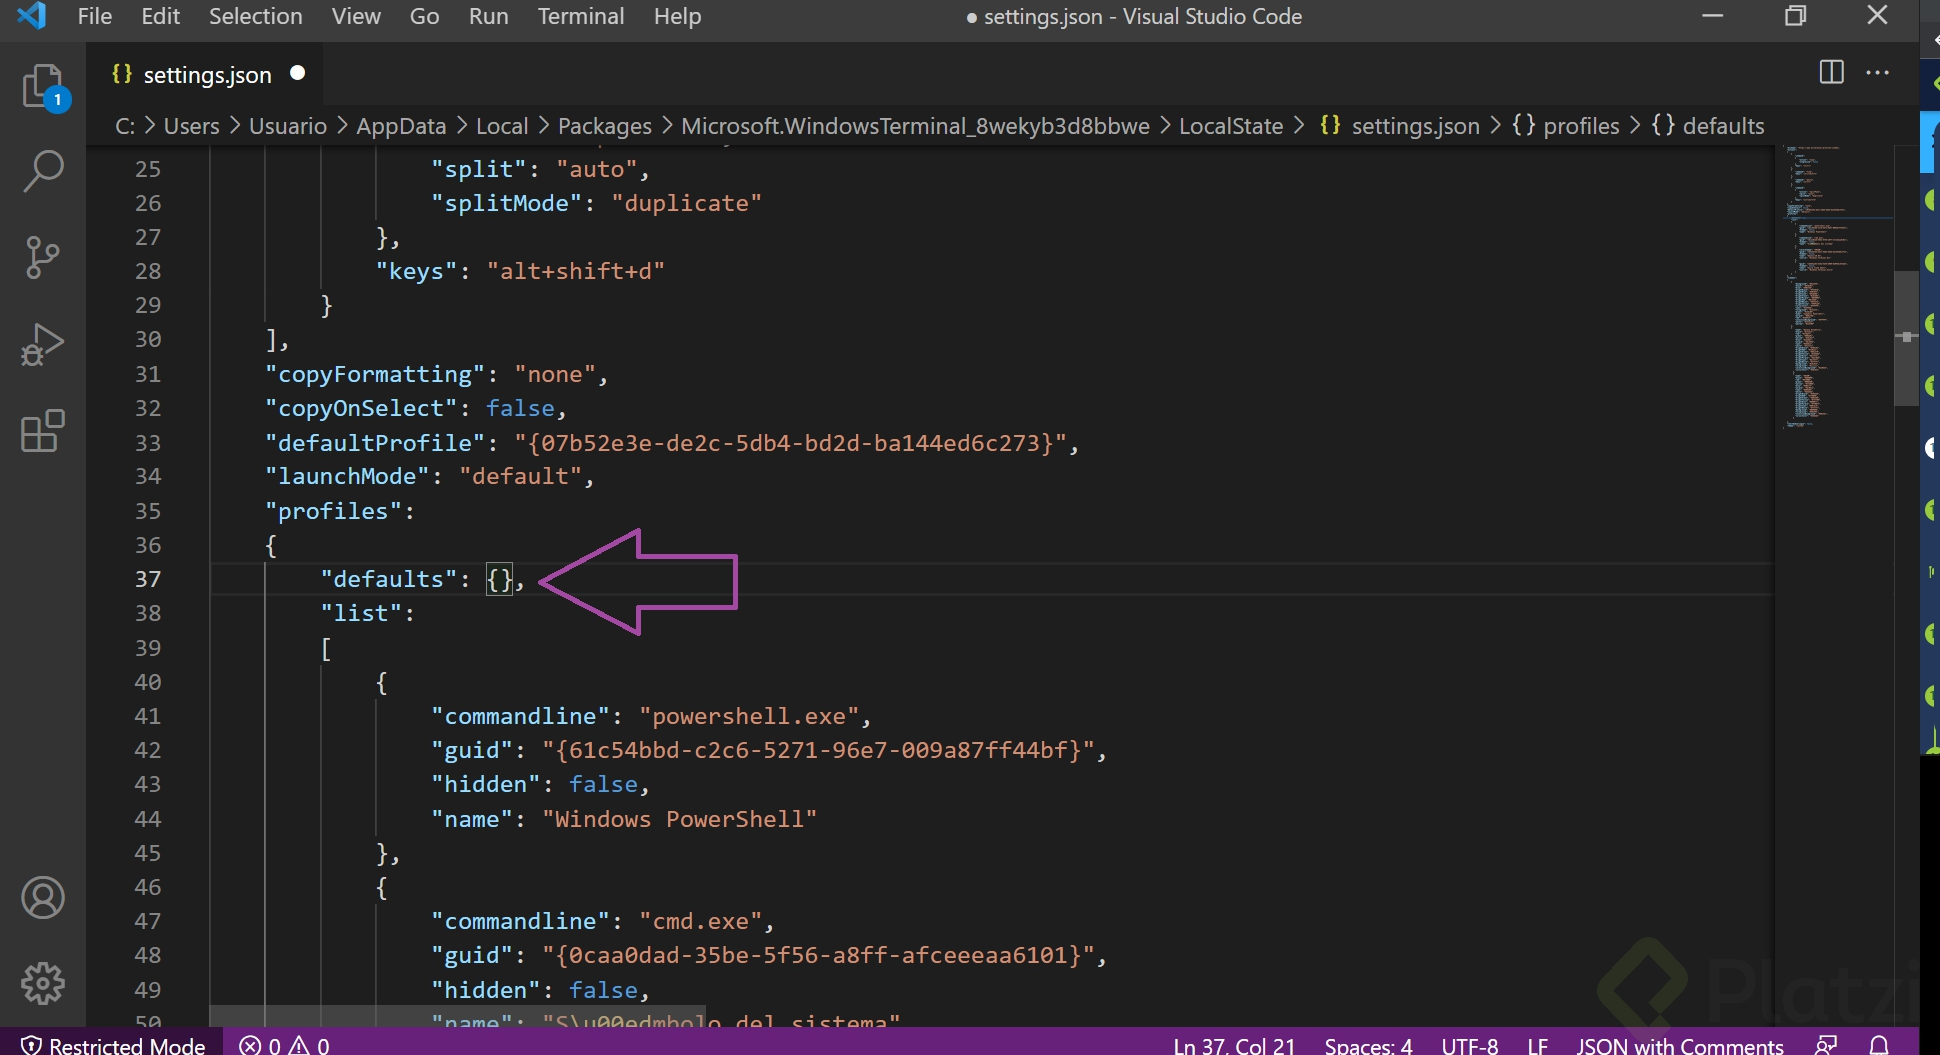 File Edit Selection View Go Run Terminal Help ● settings.json - Visual Studio Code
{} settings.json ●
1
C: > Users > Usuario > AppData > Local > Packages > Microsoft.WindowsTerminal_8wekyb3d8bbwe > LocalState > {} settings.json > {} profiles > {} defaults
25 "split": "auto",
26 "splitMode": "duplicate"
27 },
28 "keys": "alt+shift+d"
29 }
30 ],
31 "copyFormatting": "none",
32 "copyOnSelect": false,
33 "defaultProfile": "{07b52e3e-de2c-5db4-bd2d-ba144ed6c273}",
34 "launchMode": "default",
35 "profiles":
36 {
37 "defaults": {},
38 "list":
39 [
40 {
41 "commandline": "powershell.exe",
42 "guid": "{61c54bbd-c2c6-5271-96e7-009a87ff44bf}",
43 "hidden": false,
44 "name": "Windows PowerShell"
45 },
46 {
47 "commandline": "cmd.exe",
48 "guid": "{0caa0dad-35be-5f56-a8ff-afceeeaa6101}",
49 "hidden": false,
50 "name": "S\u00edmbolo del sistema"
Platzi
Restricted Mode 0 0 Ln 37, Col 21 Spaces: 4 UTF-8 LF JSON with Comments